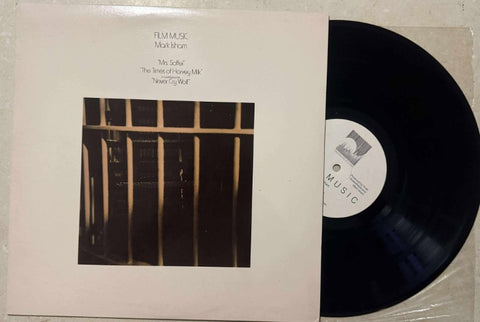 FILM MUSIC
Mark Isham
"Mrs. Soffel"
"The Times of Harvey Milk"
"Never Cry Wolf"
MUSIC